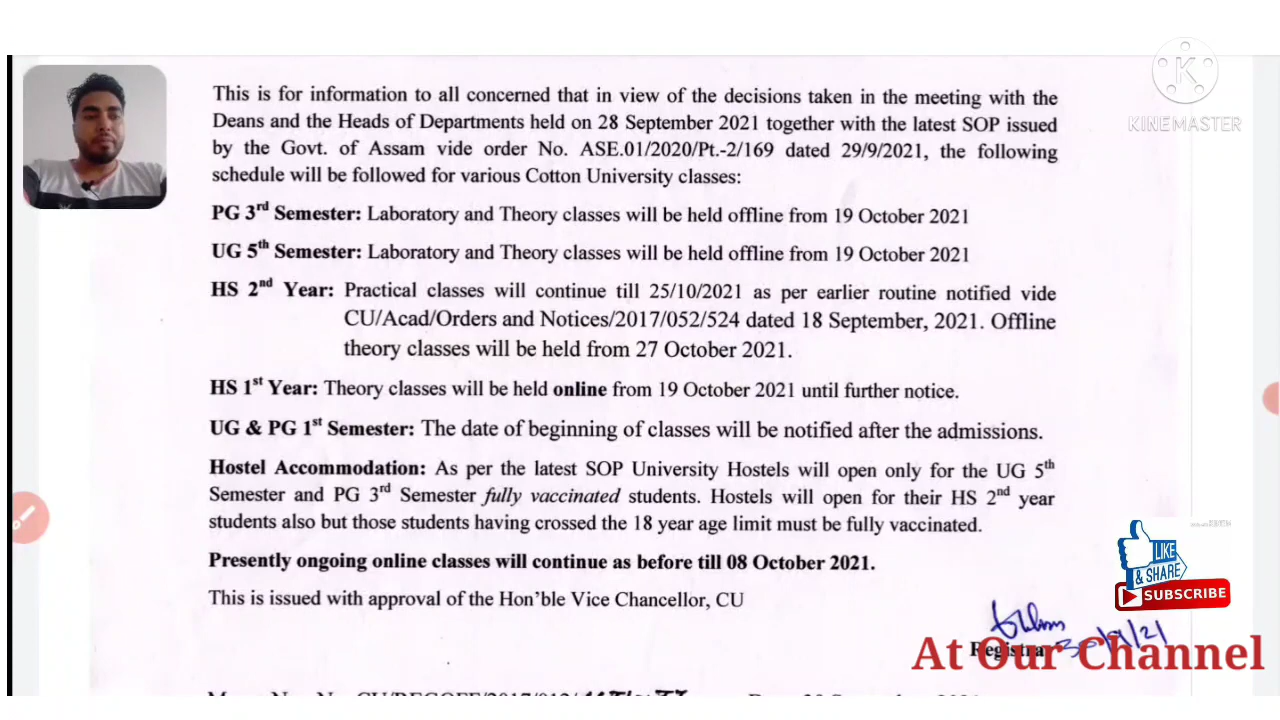 KINEMASTER
This is for information to all concerned that in view of the decisions taken in the meeting with the
Deans and the Heads of Departments held on 28 September 2021 together with the latest SOP issued
by the Govt. of Assam vide order No. ASE.01/2020/Pt.-2/169 dated 29/9/2021, the following
schedule will be followed for various Cotton University classes:
PG 3rd Semester: Laboratory and Theory classes will be held offline from 19 October 2021
UG 5th Semester: Laboratory and Theory classes will be held offline from 19 October 2021
HS 2nd Year: Practical classes will continue till 25/10/2021 as per earlier routine notified vide
CU/Acad/Orders and Notices/2017/052/524 dated 18 September, 2021. Offline
theory classes will be held from 27 October 2021.
HS 1st Year: Theory classes will be held online from 19 October 2021 until further notice.
UG & PG 1st Semester: The date of beginning of classes will be notified after the admissions.
Hostel Accommodation: As per the latest SOP University Hostels will open only for the UG 5th
Semester and PG 3rd Semester fully vaccinated students. Hostels will open for their HS 2nd year
students also but those students having crossed the 18 year age limit must be fully vaccinated.
Presently ongoing online classes will continue as before till 08 October 2021.
This is issued with approval of the Hon'ble Vice Chancellor, CU
LIKE
& SHARE
SUBSCRIBE
30/9/21
At Our Channel